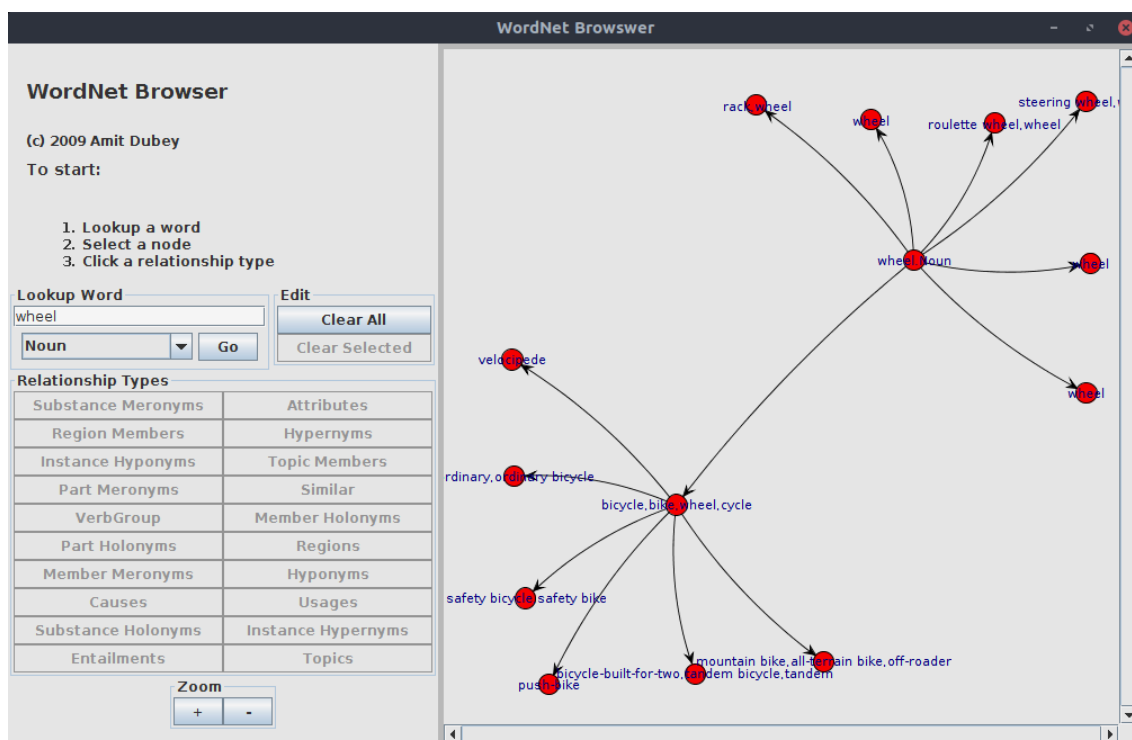 WordNet Browswer
WordNet Browser
(c) 2009 Amit Dubey
To start:
1. Lookup a word
2. Select a node
3. Click a relationship type
Lookup Word
wheel
Noun
Go
Edit
Clear All
Clear Selected
Relationship Types
Substance Meronyms Attributes
Region Members Hypernyms
Instance Hyponyms Topic Members
Part Meronyms Similar
VerbGroup Member Holonyms
Part Holonyms Regions
Member Meronyms Hyponyms
Causes Usages
Substance Holonyms Instance Hypernyms
Entailments Topics
Zoom
+ -
rack,wheel
wheel
roulette wheel,wheel
steering wheel,
wheel,Noun
wheel
wheel
velocipede
rdinary,ordinary bicycle
bicycle,bike,wheel,cycle
safety bicycle,safety bike
mountain bike,all-terrain bike,off-roader
bicycle-built-for-two,tandem bicycle,tandem
push-bike